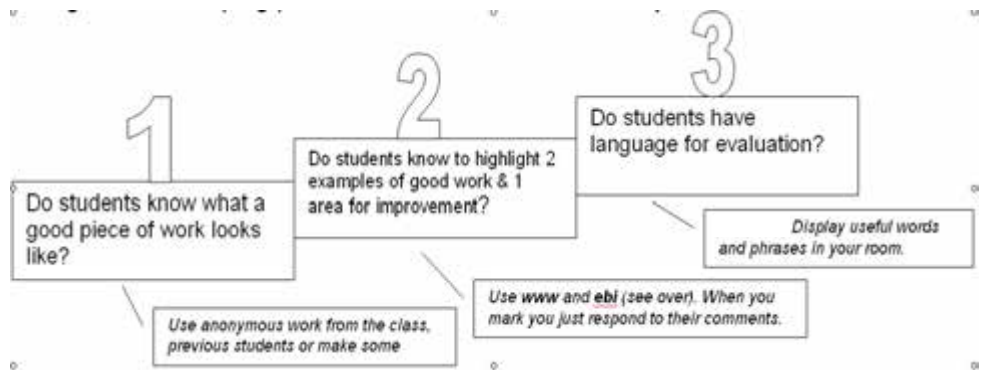 1
Do students know what a
good piece of work looks
like?
Use anonymous work from the class,
previous students or make some
2
Do students know to highlight 2
examples of good work & 1
area for improvement?
Use www and ebi (see over). When you
mark you just respond to their comments.
3
Do students have
language for evaluation?
Display useful words
and phrases in your room.